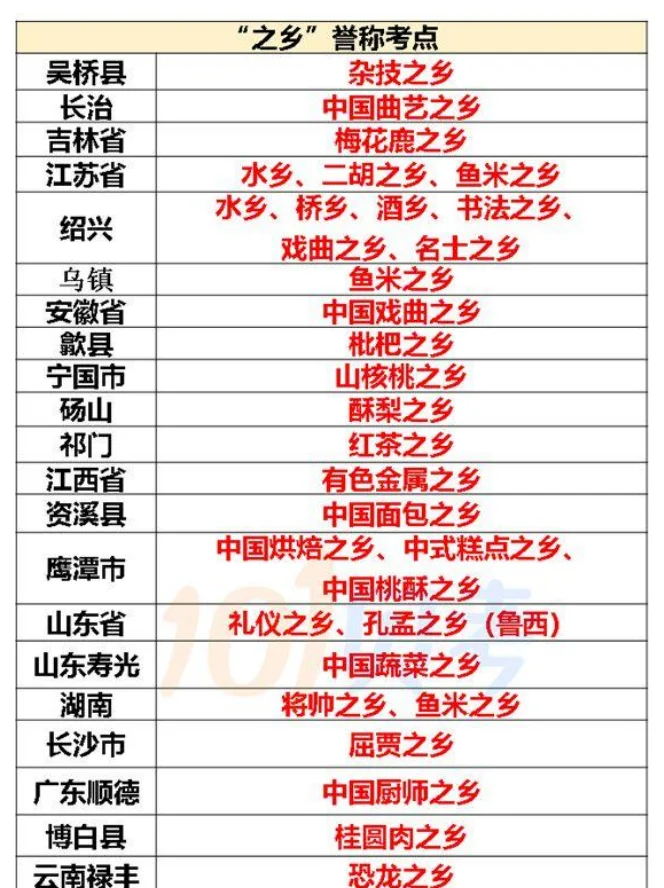 “之乡”誉称考点
吴桥县 杂技之乡
长治 中国曲艺之乡
吉林省 梅花鹿之乡
江苏省 水乡、二胡之乡、鱼米之乡
绍兴 水乡、桥乡、酒乡、书法之乡、
戏曲之乡、名士之乡
乌镇 鱼米之乡
安徽省 中国戏曲之乡
歙县 枇杷之乡
宁国市 山核桃之乡
砀山 酥梨之乡
祁门 红茶之乡
江西省 有色金属之乡
资溪县 中国面包之乡
鹰潭市 中国烘焙之乡、中式糕点之乡、
中国桃酥之乡
山东省 礼仪之乡、孔孟之乡（鲁西）
山东寿光 中国蔬菜之乡
湖南 将帅之乡、鱼米之乡
长沙市 屈贾之乡
广东顺德 中国厨师之乡
博白县 桂圆肉之乡
云南禄丰 恐龙之乡